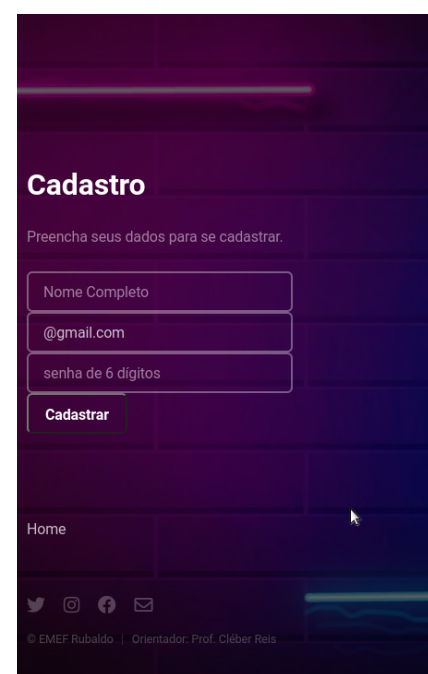 Cadastro
Preencha seus dados para se cadastrar.
Nome Completo
@gmail.com
senha de 6 dígitos
Cadastrar
Home
© EMEF Rubaldo | Orientador: Prof. Cléber Reis